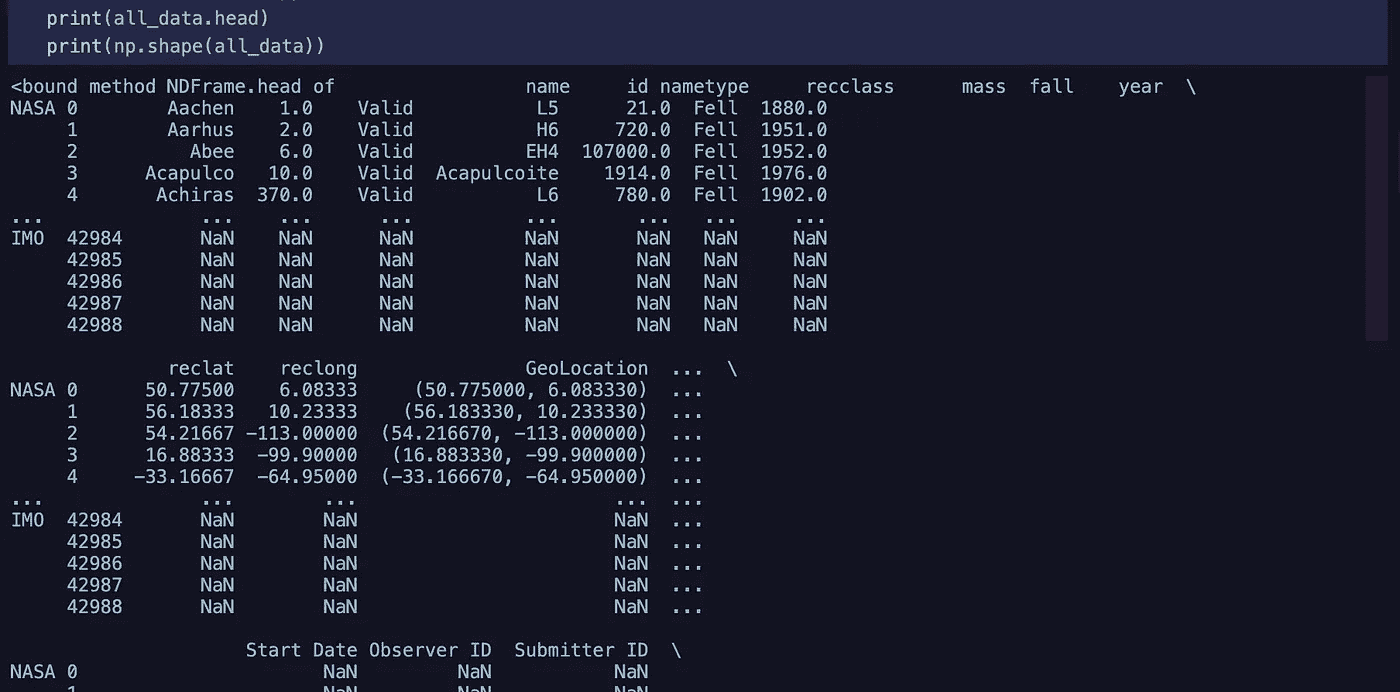 print(all_data.head)
print(np.shape(all_data))
<bound method NDFrame.head of                 name     id nametype     recclass      mass  fall    year  \
NASA 0        Aachen    1.0    Valid           L5      21.0  Fell  1880.0
     1        Aarhus    2.0    Valid           H6     720.0  Fell  1951.0
     2          Abee    6.0    Valid          EH4  107000.0  Fell  1952.0
     3      Acapulco   10.0    Valid  Acapulcoite    1914.0  Fell  1976.0
     4       Achiras  370.0    Valid           L6     780.0  Fell  1902.0
...              ...    ...      ...          ...       ...   ...     ...
IMO  42984       NaN    NaN      NaN          NaN       NaN   NaN     NaN
     42985       NaN    NaN      NaN          NaN       NaN   NaN     NaN
     42986       NaN    NaN      NaN          NaN       NaN   NaN     NaN
     42987       NaN    NaN      NaN          NaN       NaN   NaN     NaN
     42988       NaN    NaN      NaN          NaN       NaN   NaN     NaN
              reclat    reclong               GeoLocation  ...  \
NASA 0      50.77500    6.08333     (50.775000, 6.083330)  ...
     1      56.18333   10.23333    (56.183330, 10.233330)  ...
     2      54.21667 -113.00000  (54.216670, -113.000000)  ...
     3      16.88333  -99.90000   (16.883330, -99.900000)  ...
     4     -33.16667  -64.95000  (-33.166670, -64.950000)  ...
...              ...        ...                       ...  ...
IMO  42984       NaN        NaN                       NaN  ...
     42985       NaN        NaN                       NaN  ...
     42986       NaN        NaN                       NaN  ...
     42987       NaN        NaN                       NaN  ...
     42988       NaN        NaN                       NaN  ...
                     Start Date Observer ID  Submitter ID  \
NASA 0                      NaN         NaN           NaN